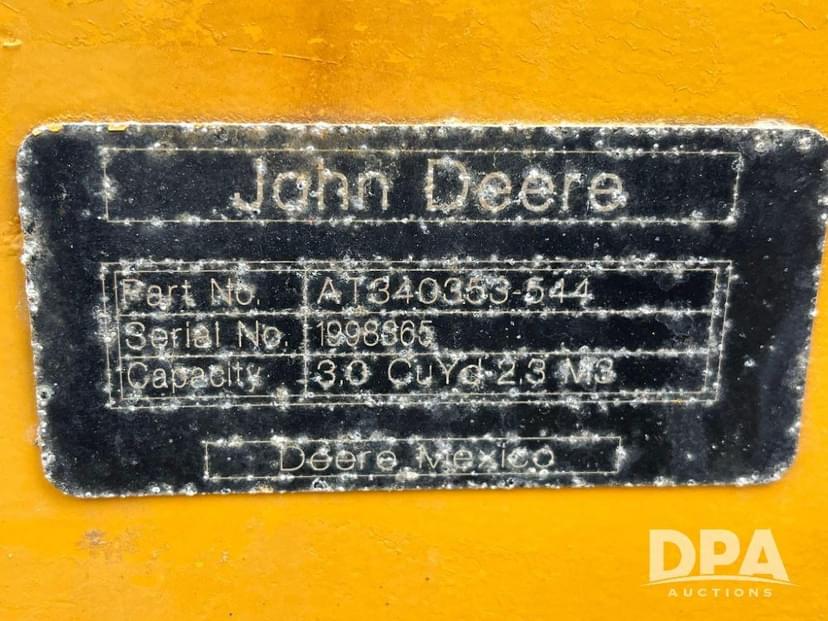 John Deere
Part No. AT340353-544
Serial No. 1998365
Capacity 3.0 CuYd 2.3 M3
Deere Mexico
DPA
AUCTIONS